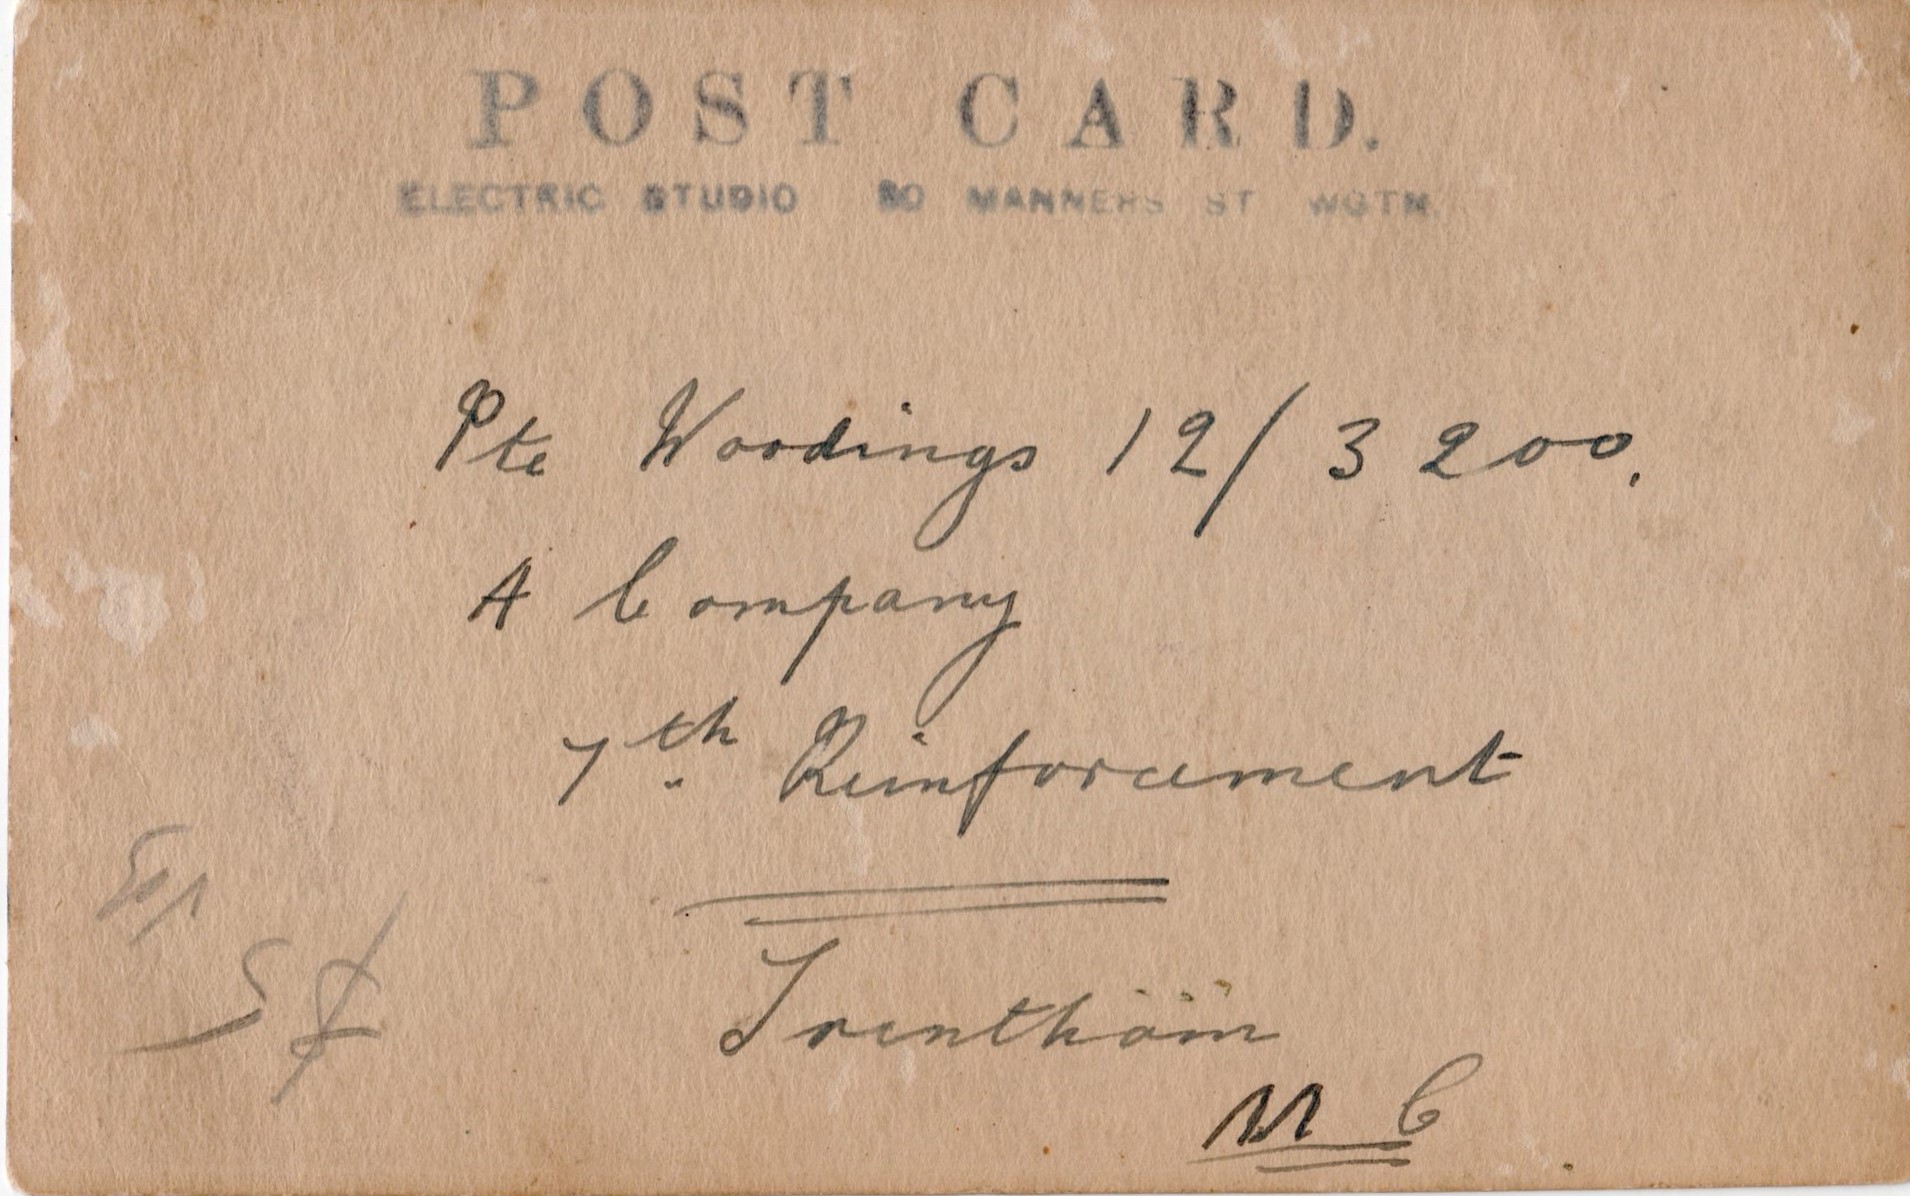 POST CARD.
ELECTRIC STUDIO 80 MANNERS ST WGTN.
Pte Woodings 12/3200.
A Company
7th Reinforcement
Trentham
M C